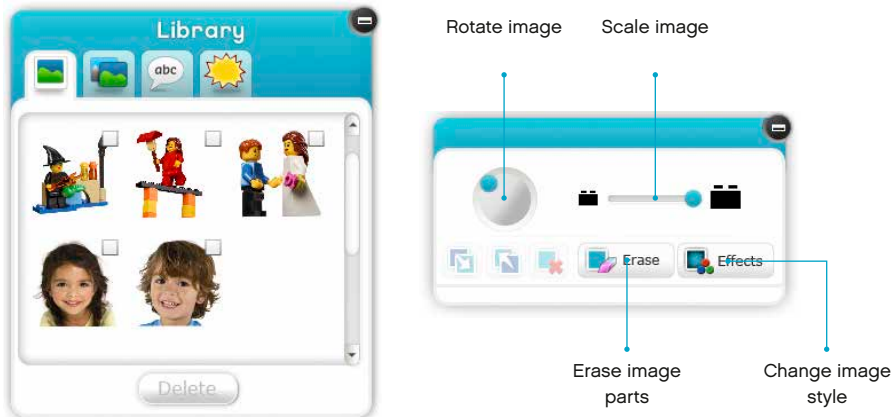 Library
abc
Delete
Rotate image
Scale image
Erase
Effects
Erase image
parts
Change image
style